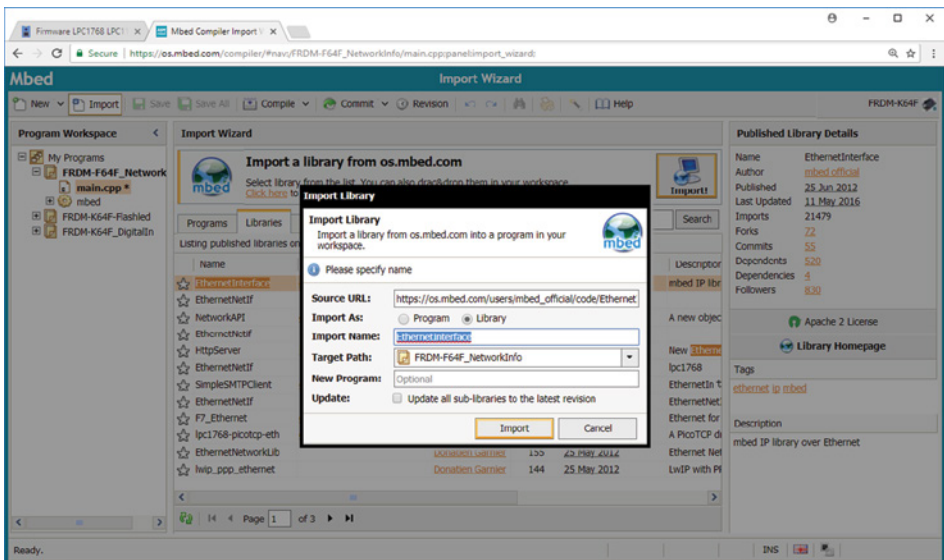 Firmware LPC1768 LPC11
Mbed Compiler Import W
Secure | https://os.mbed.com/compiler/#nav:/FRDM-F64F_NetworkInfo/main.cpp;panel:import_wizard;
Mbed
Import Wizard
New Import Save Save All Compile Commit Revision Help FRDM-K64F
Program Workspace
My Programs
FRDM-F64F_Network
main.cpp *
mbed
FRDM-K64F-Flashled
FRDM-K64F_DigitalIn
Import Wizard
mbed
Import a library from os.mbed.com
Select library from the list. You can also drag&drop them in your workspace
Click here to
Import!
Programs Libraries Search
Listing published libraries on
Name Description
EthernetInterface mbed IP libr
EthernetNetIf
NetworkAPI A new objec
EthernetNetIf
HttpServer New Etherne
EthernetNetIf lpc1768
SimpleSMTPClient EthernetIn t
EthernetNetIf EthernetNet
F7_Ethernet Ethernet for
lpc1768-picotcp-eth A PicoTCP d
EthernetNetworkLib Donatien Garnier 155 25 May 2012 Ethernet Net
lwip_ppp_ethernet Donatien Garnier 144 25 May 2012 LwIP with PP
Page 1 of 3
Import Library
Import Library
Import a library from os.mbed.com into a program in your
workspace.
mbed
Please specify name
Source URL: https://os.mbed.com/users/mbed_official/code/Ethernet
Import As: Program Library
Import Name: EthernetInterface
Target Path: FRDM-F64F_NetworkInfo
New Program: Optional
Update: Update all sub-libraries to the latest revision
Import Cancel
Published Library Details
Name EthernetInterface
Author mbed official
Published 25 Jun 2012
Last Updated 11 May 2016
Imports 21479
Forks 72
Commits 55
Dependents 520
Dependencies 4
Followers 830
Apache 2 License
Library Homepage
Tags
ethernet ip mbed
Description
mbed IP library over Ethernet
Ready.
INS